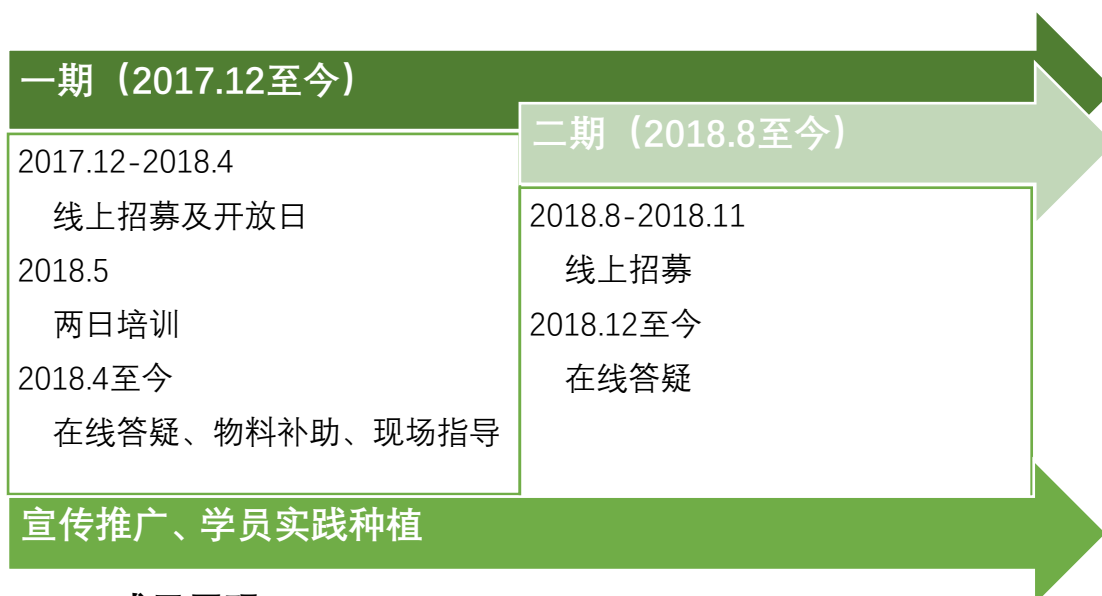 一期（2017.12至今）
2017.12-2018.4
线上招募及开放日
2018.5
两日培训
2018.4至今
在线答疑、物料补助、现场指导
二期（2018.8至今）
2018.8-2018.11
线上招募
2018.12至今
在线答疑
宣传推广、学员实践种植